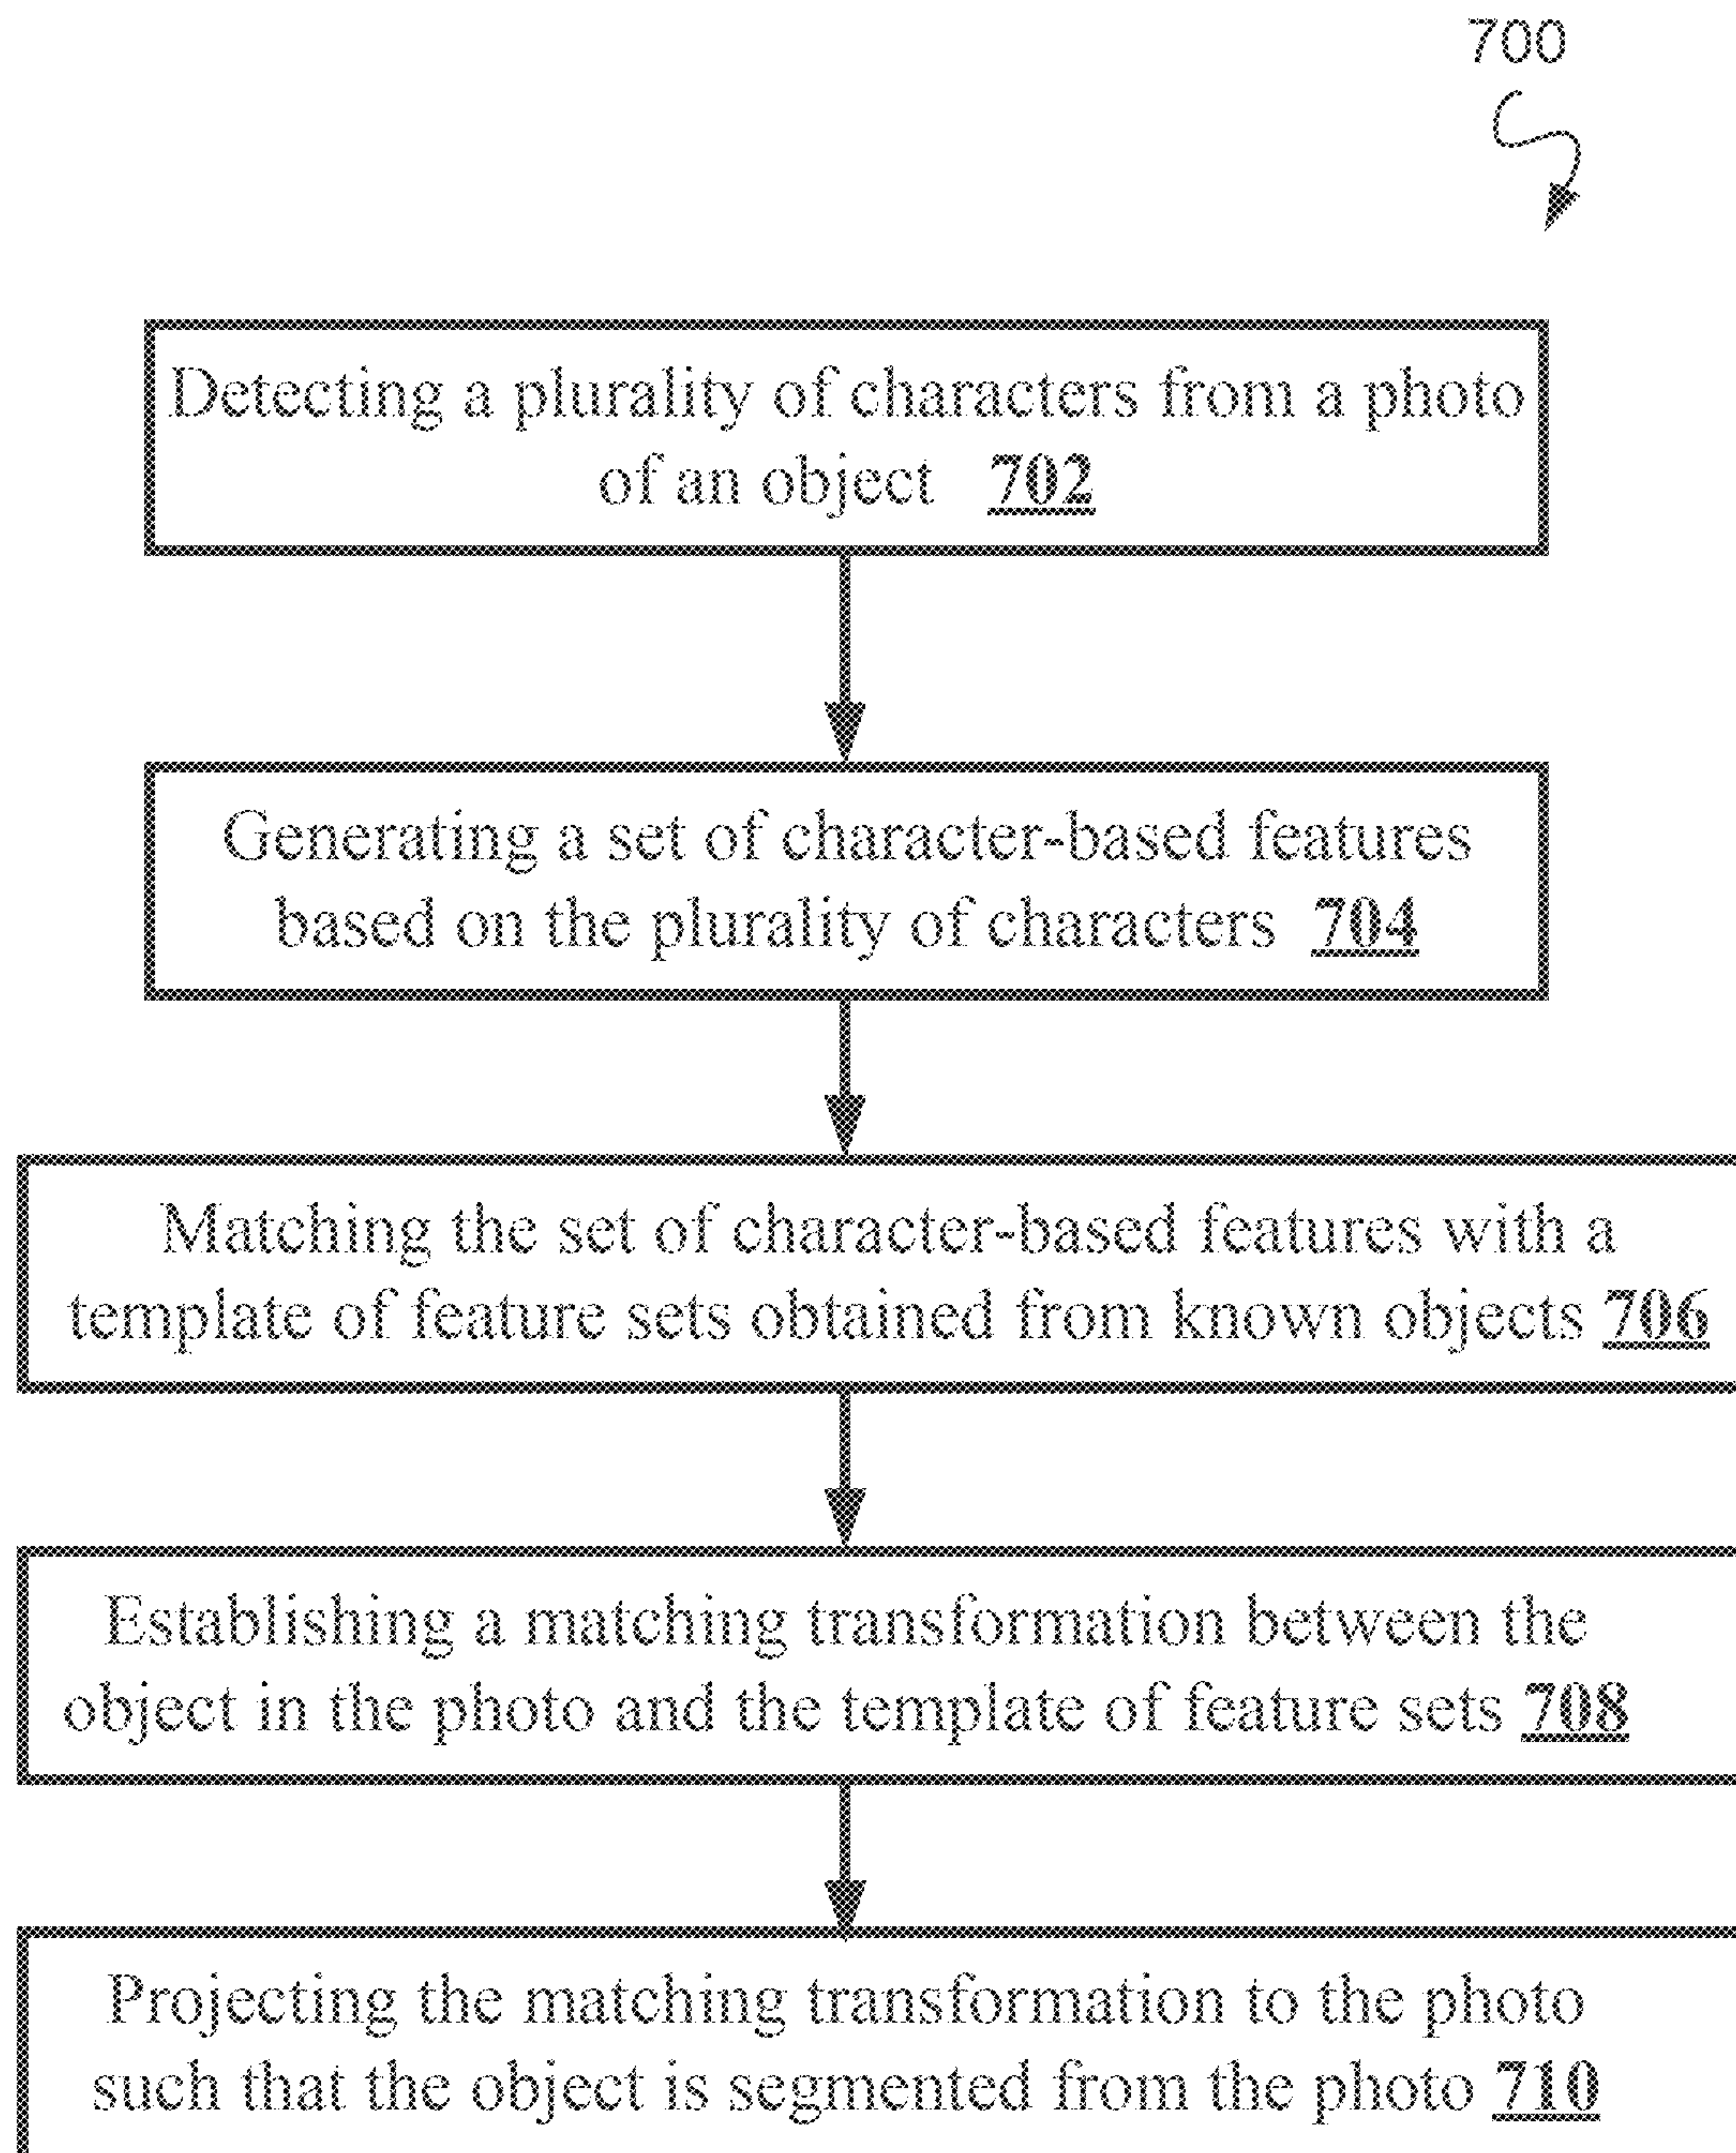 700
Detecting a plurality of characters from a photo
of an object 702
Generating a set of character-based features
based on the plurality of characters 704
Matching the set of character-based features with a
template of feature sets obtained from known objects 706
Establishing a matching transformation between the
object in the photo and the template of feature sets 708
Projecting the matching transformation to the photo
such that the object is segmented from the photo 710